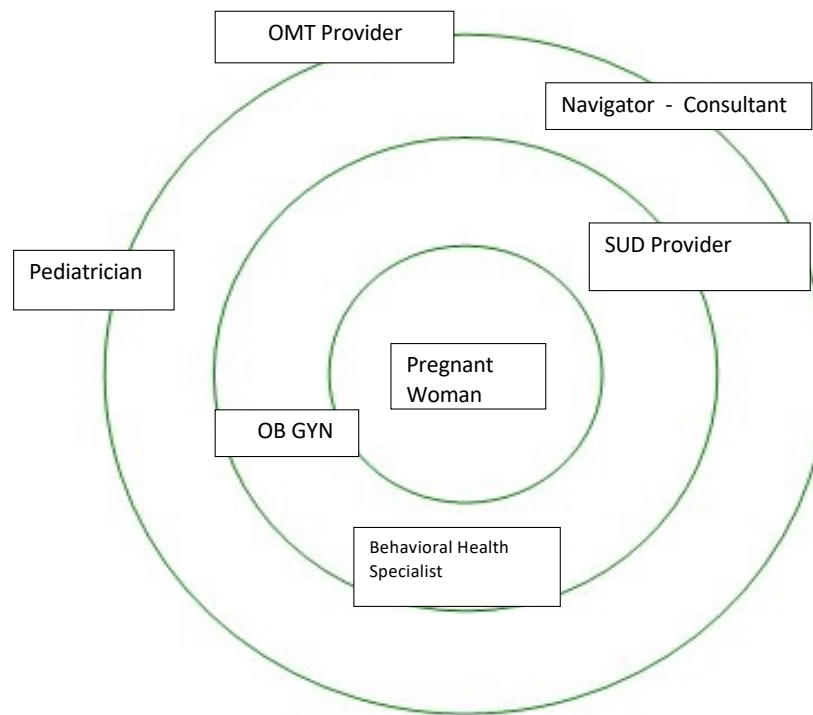 OMT Provider
Navigator - Consultant
SUD Provider
Pediatrician
Pregnant
Woman
OB GYN
Behavioral Health
Specialist